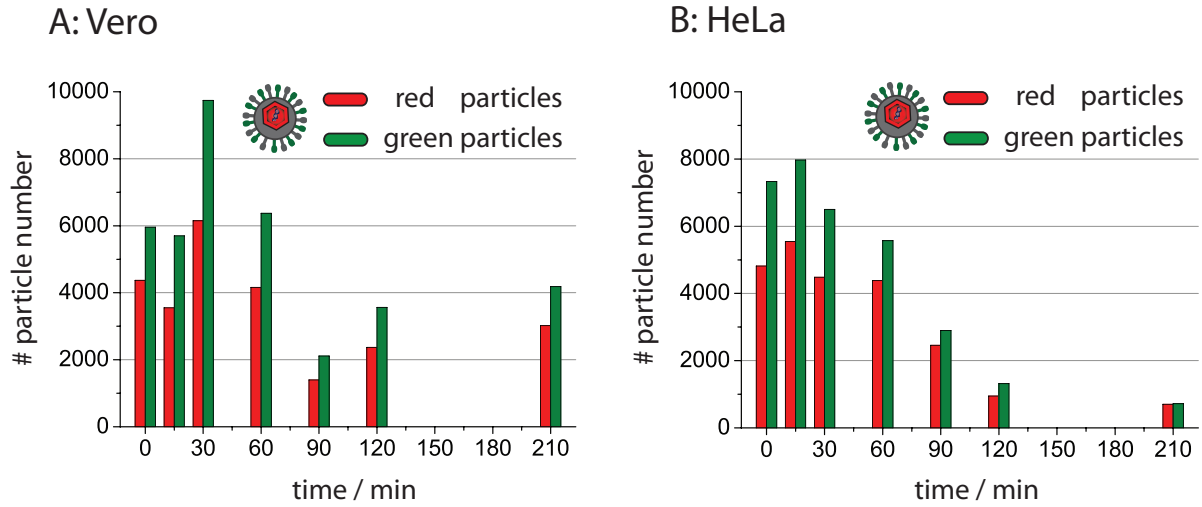 A: Vero
10000
8000
6000
4000
2000
0
# particle number
red particles
green particles
0 30 60 90 120 150 180 210
time / min
B: HeLa
10000
8000
6000
4000
2000
0
# particle number
red particles
green particles
0 30 60 90 120 150 180 210
time / min